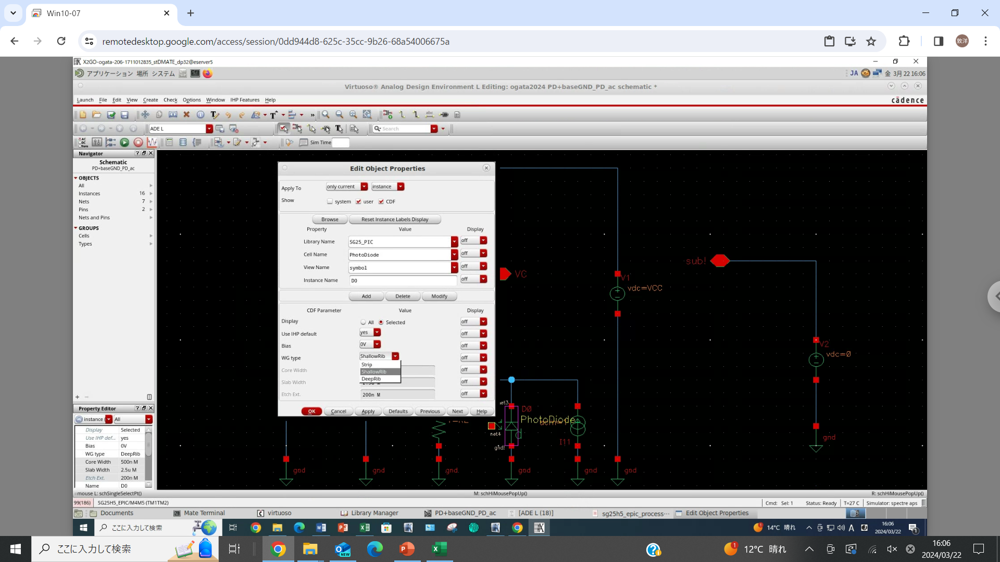 Win10-07
remotedesktop.google.com/access/session/0dd944d8-625c-35cc-9b26-68a54006675a
敦洋
X2GO-ogata-206-1711012835_stDMATE_dp32@eserver5
アプリケーション 場所 システム
JA 金 3月 22 16:06
Virtuoso® Analog Design Environment L Editing: ogata2024 PD+baseGND_PD_ac schematic *
Launch File Edit View Create Check Options Window IHP Features Help
cādence
ADE L
Search
Sim Time
Navigator
Schematic
PD+baseGND_PD_ac
OBJECTS
All
Instances 16
Nets 7
Pins 2
Nets and Pins
GROUPS
Cells
Types
Property Editor
instance ( All
Display Selected
Use IHP def... yes
Bias 0V
WG type DeepRib
Core Width 500n M
Slab Width 2.5u M
Etch Ext. 200n M
Name D0
Edit Object Properties
Apply To only current instance
Show system user CDF
Browse Reset Instance Labels Display
Property Value Display
Library Name SG25_PIC off
Cell Name PhotoDiode off
View Name symbol off
Instance Name D0 off
Add Delete Modify
CDF Parameter Value Display
Display All Selected off
Use IHP default yes off
Bias 0V off
WG type ShallowRib off
Strip
ShallowRib
DeepRib
Core Width off
Slab Width off
Etch Ext. 200n M off
OK Cancel Apply Defaults Previous Next Help
VC
V1
vdc=VCC
sub!
V2
vdc=0
gnd
net3
D0
PhotoDiode
net4
d
gnd!
I11
gnd gnd gnd gnd gnd gnd
mouse L: schSingleSelectPt() M: schHiMousePopUp() R: schHiMousePopUp()
99(186) SG25H5_EPIC/M4M5 (TM1TM2) Cmd: Sel: 1 Status: Ready T=27 C Simulator: spectre aps
Documents Mate Terminal virtuoso Library Manager PD+baseGND_PD_ac [ADE L (18)] sg25h5_epic_process... Edit Object Properties
ここに入力して検索
14°C 晴れ
A
16:06
2024/03/22
1
ここに入力して検索
NEW
1
12°C 晴れ
16:06
2024/03/22